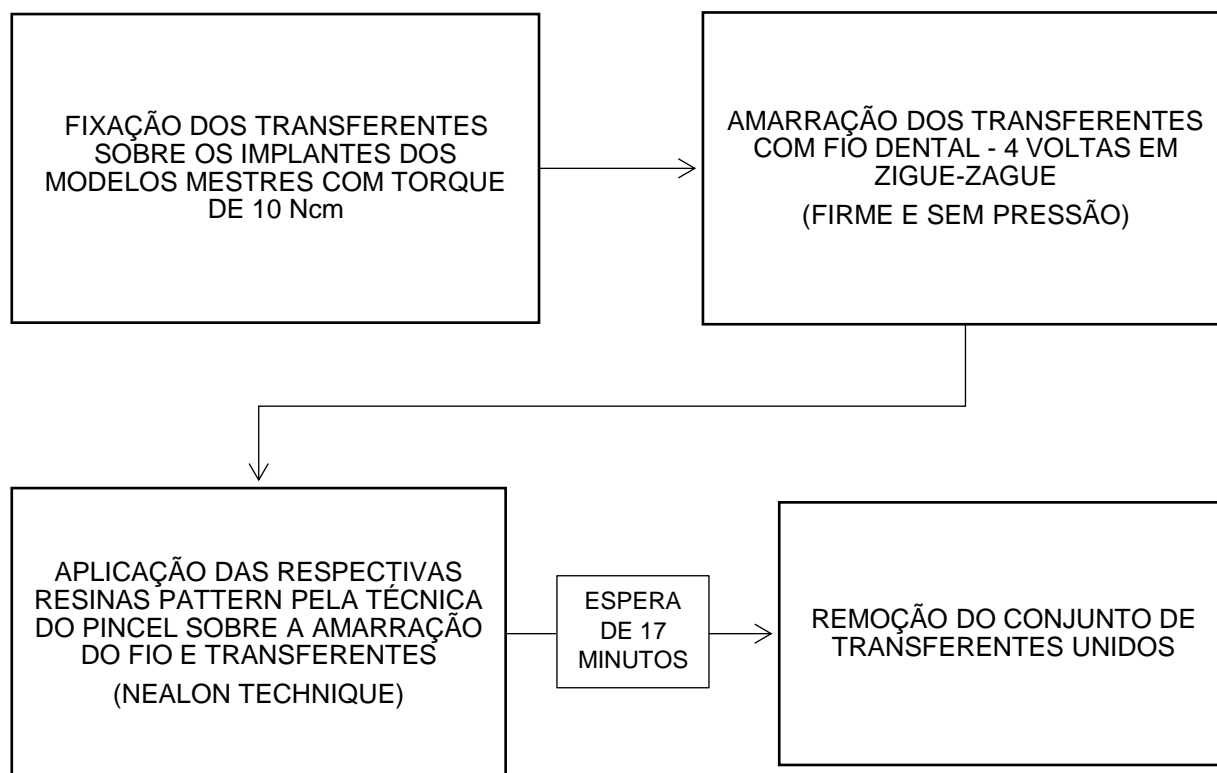 FIXAÇÃO DOS TRANSFERENTES
SOBRE OS IMPLANTES DOS
MODELOS MESTRES COM TORQUE
DE 10 Ncm
AMARRAÇÃO DOS TRANSFERENTES
COM FIO DENTAL - 4 VOLTAS EM
ZIGUE-ZAGUE
(FIRME E SEM PRESSÃO)
APLICAÇÃO DAS RESPECTIVAS
RESINAS PATTERN PELA TÉCNICA
DO PINCEL SOBRE A AMARRAÇÃO
DO FIO E TRANSFERENTES
(NEALON TECHNIQUE)
ESPERA
DE 17
MINUTOS
REMOÇÃO DO CONJUNTO DE
TRANSFERENTES UNIDOS